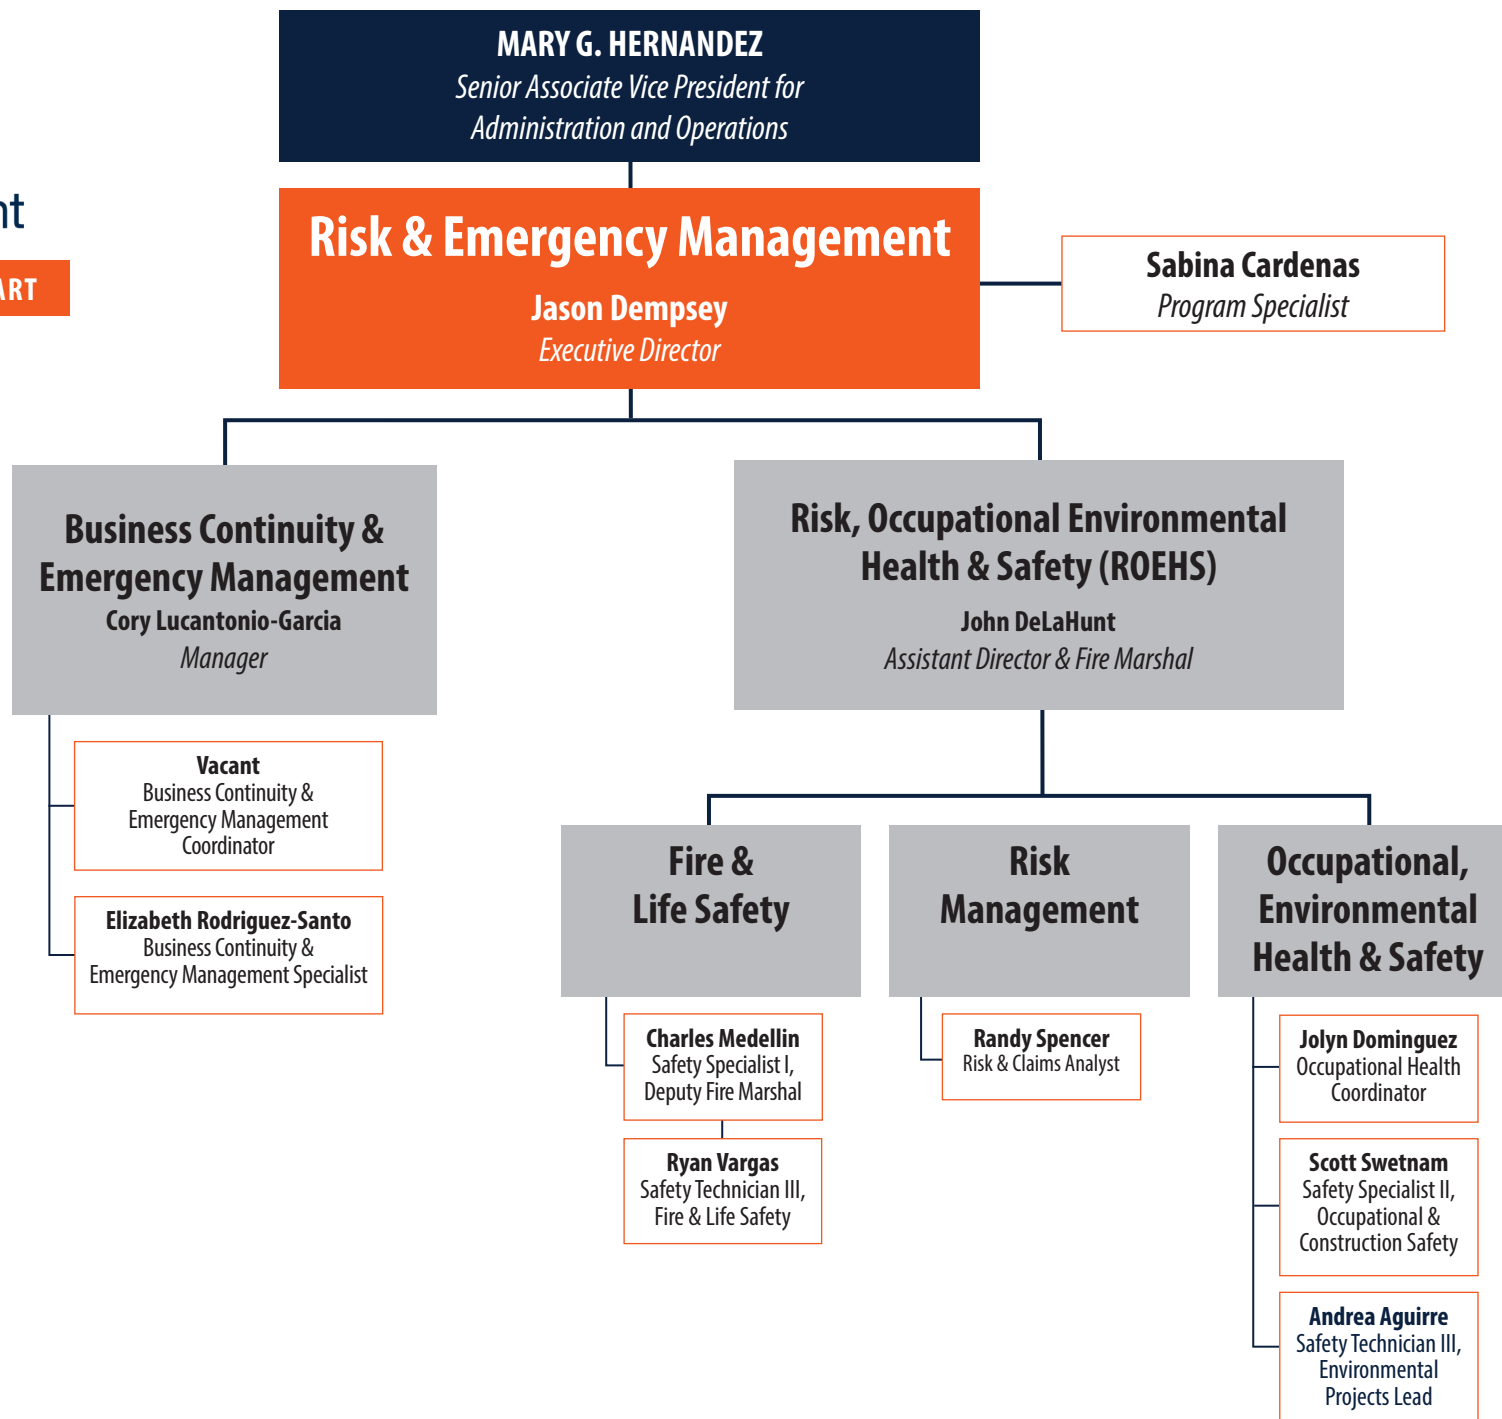 MARY G. HERNANDEZ
Senior Associate Vice President for
Administration and Operations
nt
ART
Risk & Emergency Management
Jason Dempsey
Executive Director
Sabina Cardenas
Program Specialist
Business Continuity &
Emergency Management
Cory Lucantonio-Garcia
Manager
Risk, Occupational Environmental
Health & Safety (ROEHS)
John DeLaHunt
Assistant Director & Fire Marshal
Vacant
Business Continuity &
Emergency Management
Coordinator
Elizabeth Rodriguez-Santo
Business Continuity &
Emergency Management Specialist
Fire &
Life Safety
Charles Medellin
Safety Specialist I,
Deputy Fire Marshal
Ryan Vargas
Safety Technician III,
Fire & Life Safety
Risk
Management
Randy Spencer
Risk & Claims Analyst
Occupational,
Environmental
Health & Safety
Jolyn Dominguez
Occupational Health
Coordinator
Scott Swetnam
Safety Specialist II,
Occupational &
Construction Safety
Andrea Aguirre
Safety Technician III,
Environmental
Projects Lead